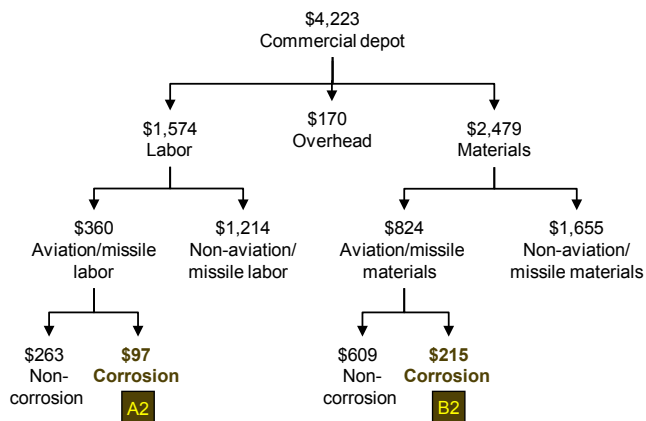 $4,223
Commercial depot
$1,574
Labor
$170
Overhead
$2,479
Materials
$360
Aviation/missile
labor
$1,214
Non-aviation/
missile labor
$824
Aviation/missile
materials
$1,655
Non-aviation/
missile materials
$263
Non-
corrosion
$97
Corrosion
A2
$609
Non-
corrosion
$215
Corrosion
B2